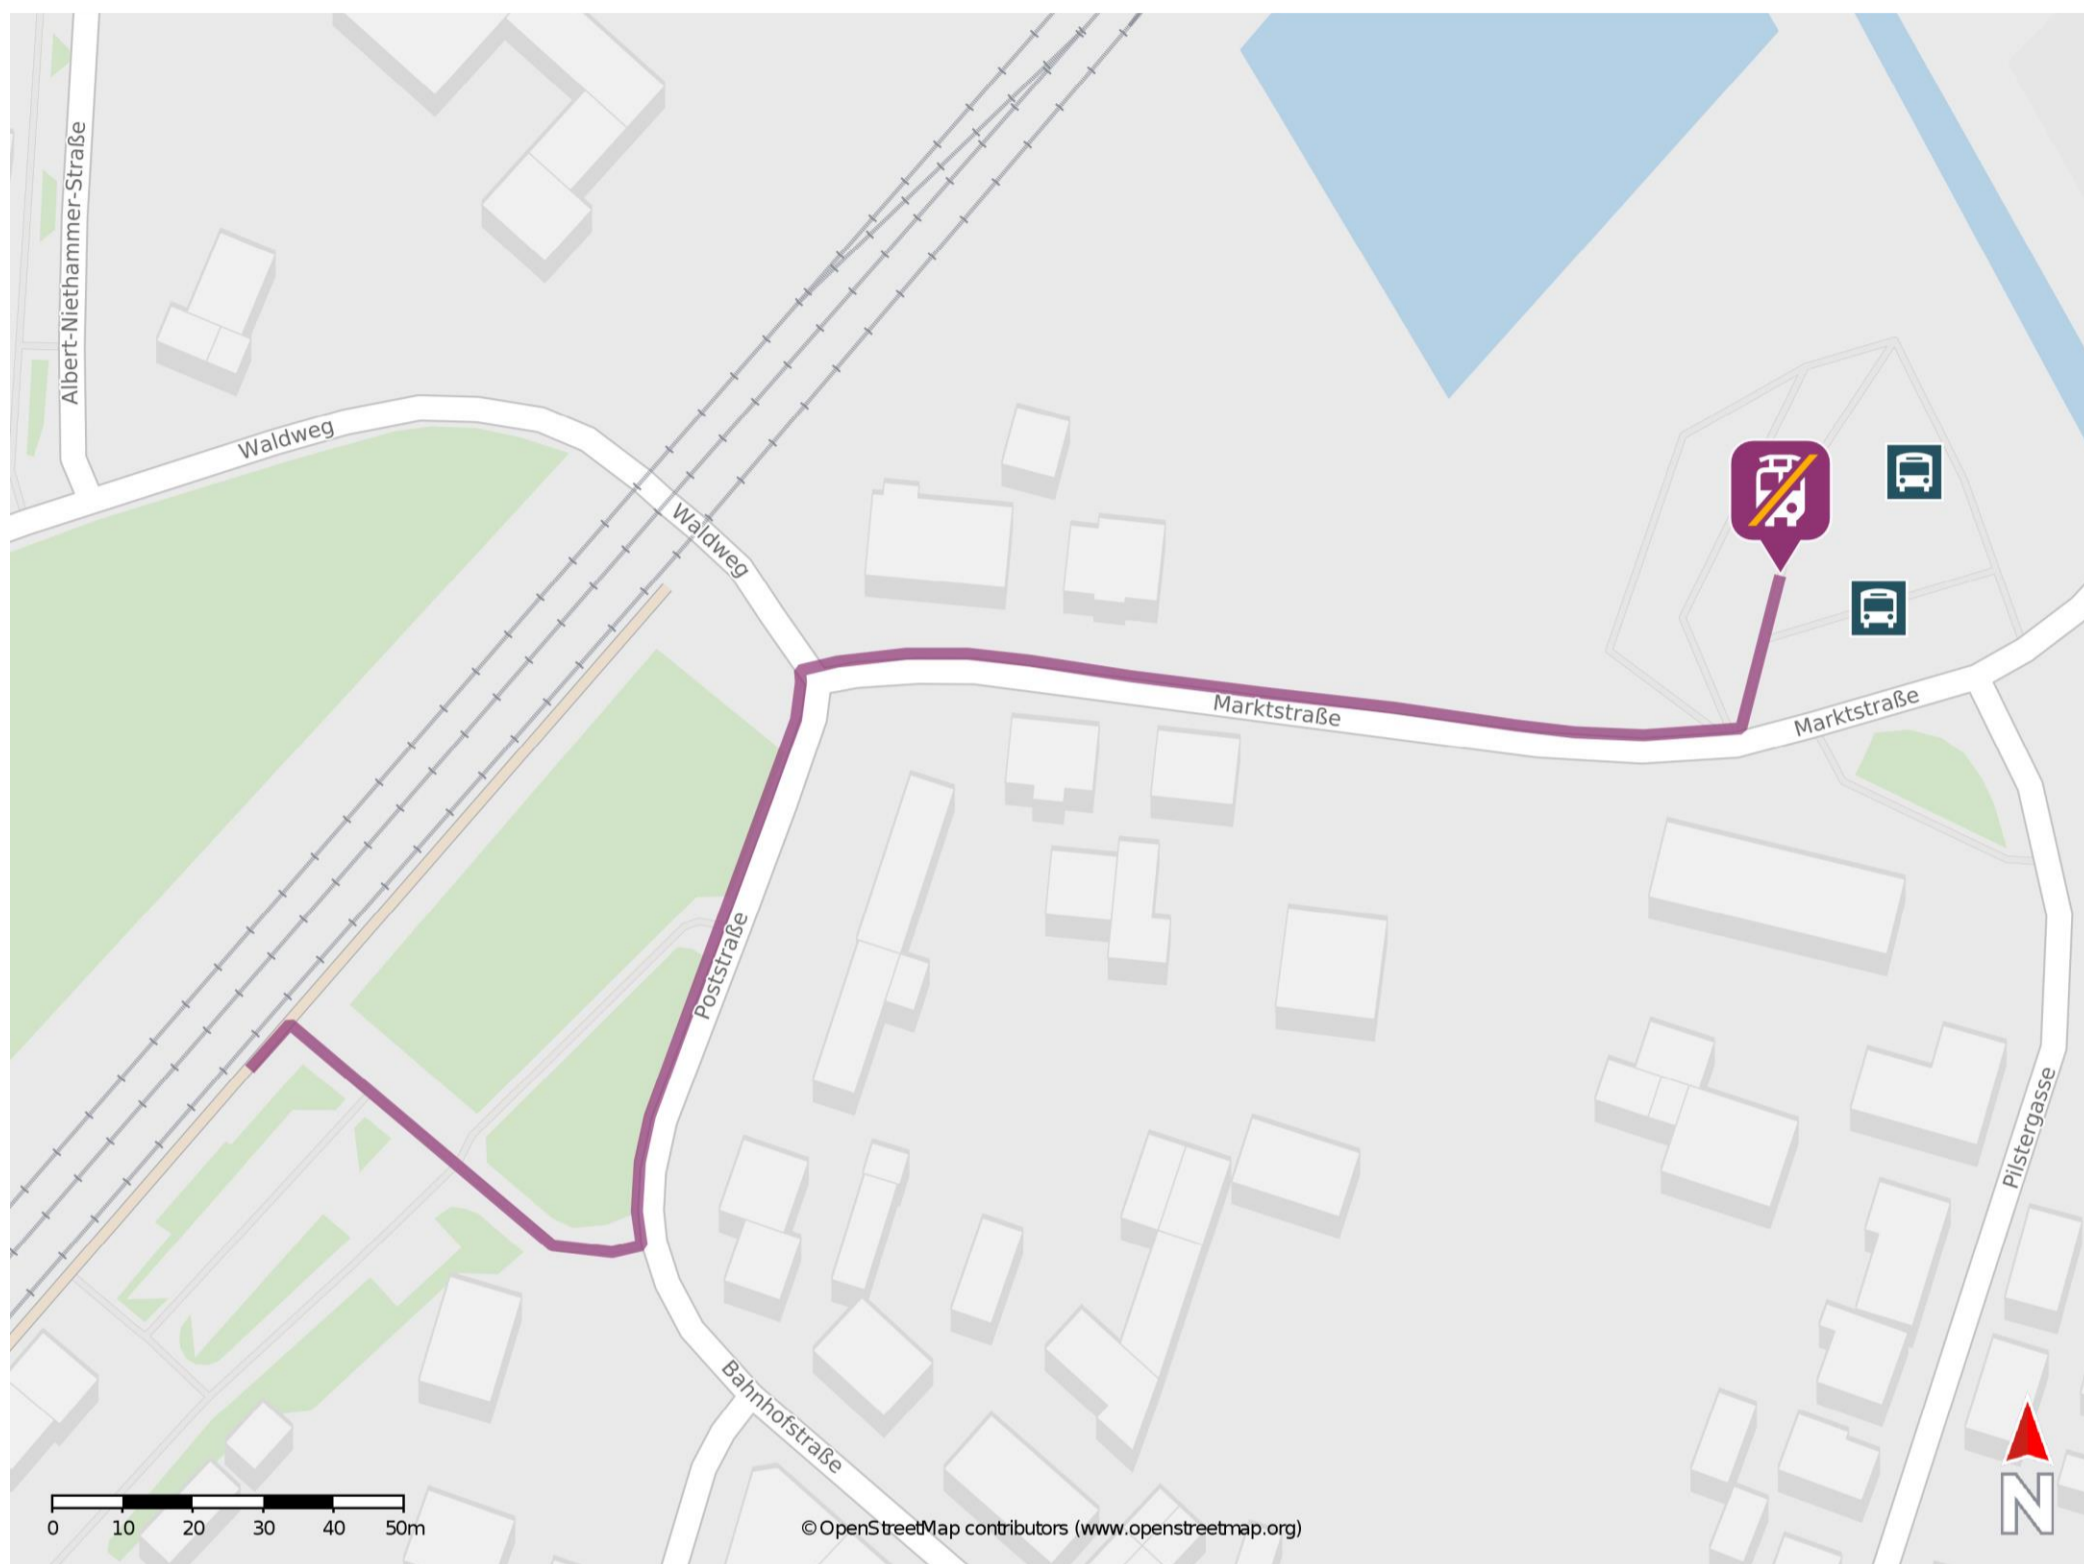 Albert-Niethammer-Straße
Waldweg
Waldweg
Marktstraße
Marktstraße
Poststraße
Pilstergasse
Bahnhofstraße
0 10 20 30 40 50m
© OpenStreetMap contributors (www.openstreetmap.org)
N